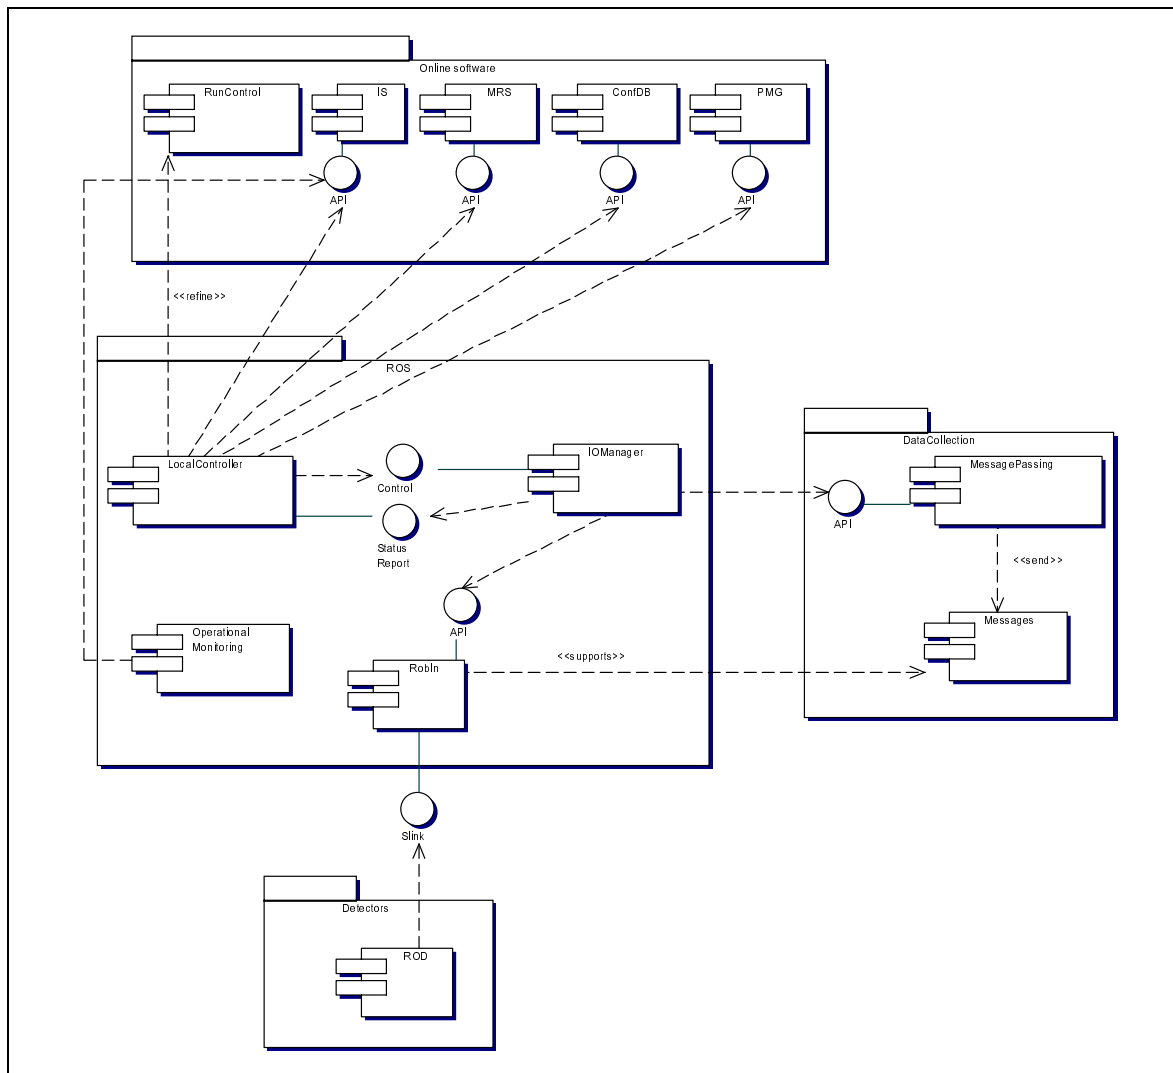 Online software
RunControl
IS
MRS
ConfDB
PMG
API
API
API
API
<<refine>>
ROS
LocalController
Control
IOManager
Status
Report
DataCollection
MessagePassing
API
<<send>>
Messages
API
Operational
Monitoring
RobIn
<<supports>>
Slink
Detectors
ROD